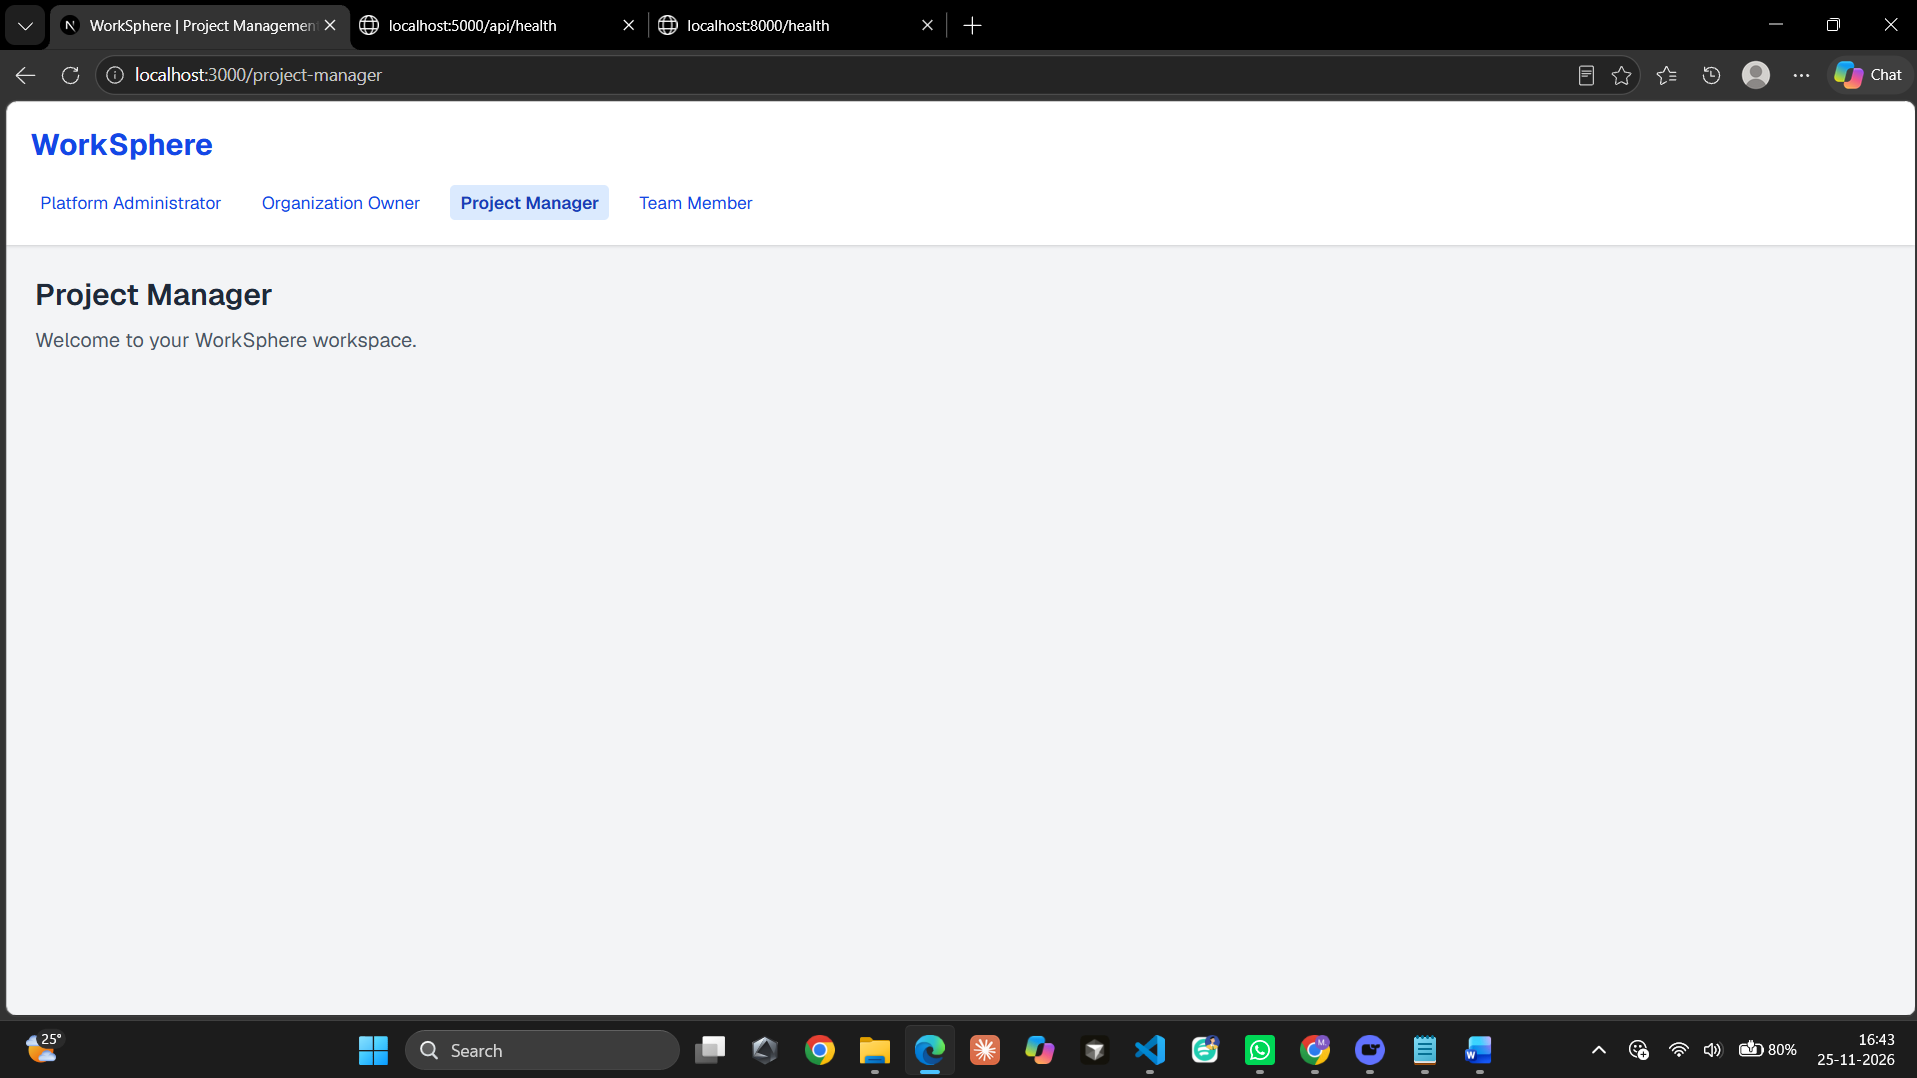 WorkSphere | Project Management
localhost:5000/api/health
localhost:8000/health
localhost:3000/project-manager
Chat
WorkSphere
Platform Administrator
Organization Owner
Project Manager
Team Member
Project Manager
Welcome to your WorkSphere workspace.
25°
Search
80%
16:43
25-11-2026